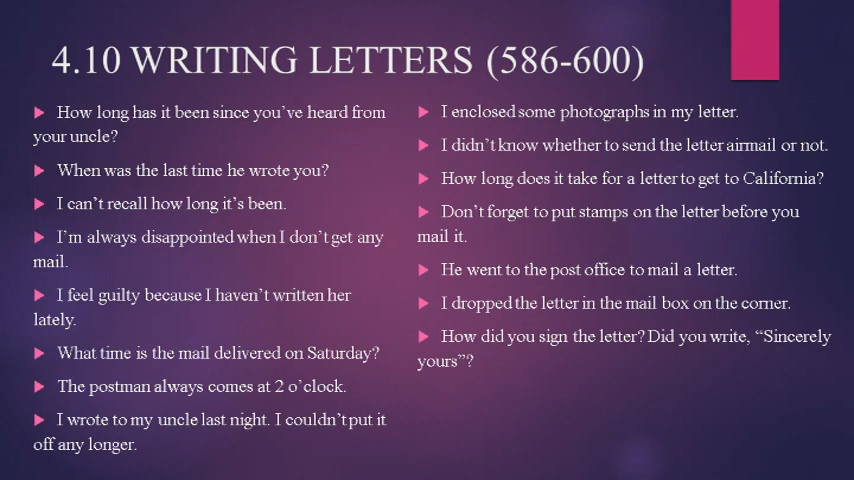 4.10 WRITING LETTERS (586-600)
How long has it been since you've heard from
your uncle?
When was the last time he wrote you?
I can't recall how long it's been.
I'm always disappointed when I don't get any
mail.
I feel guilty because I haven't written her
lately.
What time is the mail delivered on Saturday?
The postman always comes at 2 o'clock.
I wrote to my uncle last night. I couldn't put it
off any longer.
I enclosed some photographs in my letter.
I didn't know whether to send the letter airmail or not.
How long does it take for a letter to get to California?
Don't forget to put stamps on the letter before you
mail it.
He went to the post office to mail a letter.
I dropped the letter in the mail box on the corner.
How did you sign the letter? Did you write, “Sincerely
yours”?